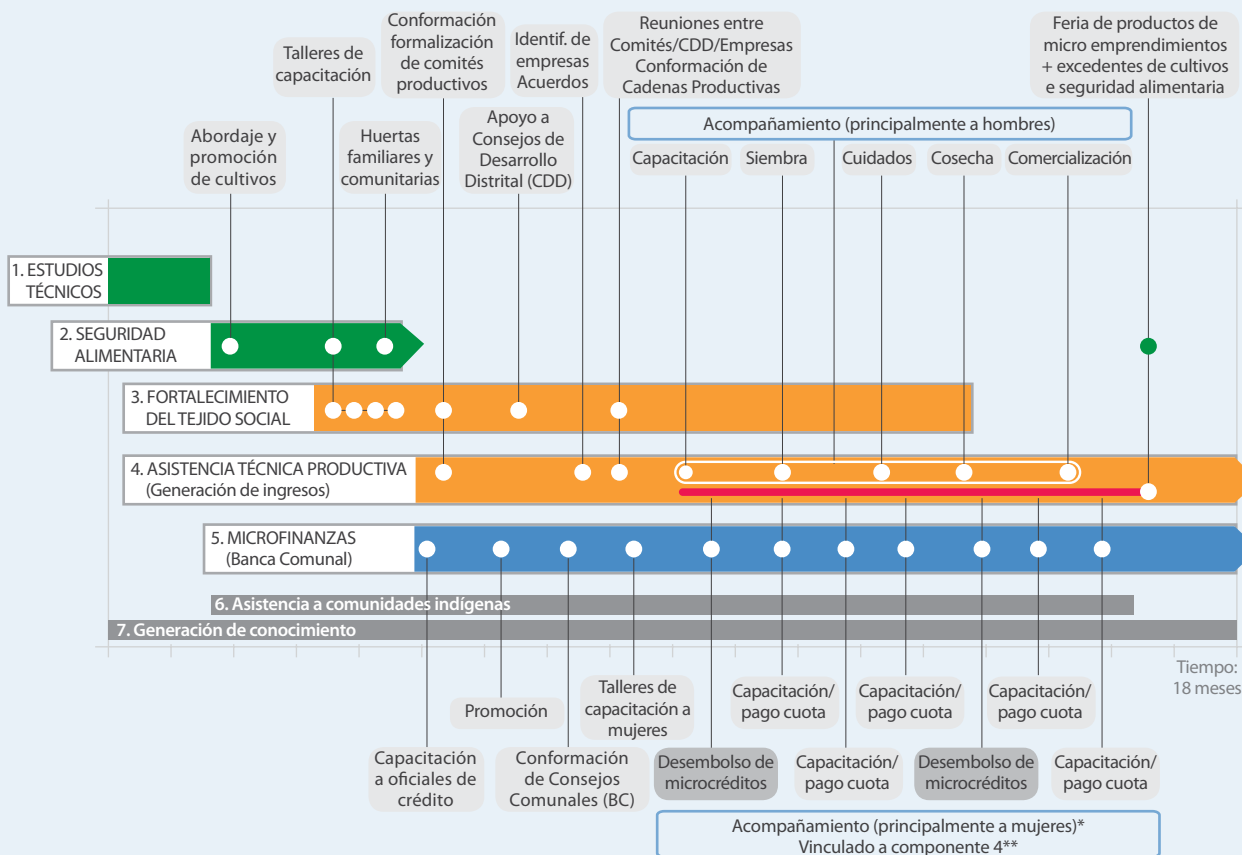 Conformación
formalización
de comités
productivos
Reuniones entre
Comités/CDD/Empresas
Conformación de
Cadenas Productivas
Feria de productos de
micro emprendimientos
+ excedentes de cultivos
e seguridad alimentaria
Talleres de
capacitación
Identif. de
empresas
Acuerdos
Abordaje y
promoción
de cultivos
Huertas
familiares y
comunitarias
Apoyo a
Consejos de
Desarrollo
Distrital (CDD)
Acompañamiento (principalmente a hombres)
Capacitación
Siembra
Cuidados
Cosecha
Comercialización
1. ESTUDIOS
TÉCNICOS
2. SEGURIDAD
ALIMENTARIA
3. FORTALECIMIENTO
DEL TEJIDO SOCIAL
4. ASISTENCIA TÉCNICA PRODUCTIVA
(Generación de ingresos)
5. MICROFINANZAS
(Banca Comunal)
6. Asistencia a comunidades indígenas
7. Generación de conocimiento
Tiempo:
18 meses
Capacitación
a oficiales de
crédito
Promoción
Conformación
de Consejos
Comunales (BC)
Talleres de
capacitación a
mujeres
Desembolso de
microcréditos
Capacitación/
pago cuota
Capacitación/
pago cuota
Capacitación/
pago cuota
Desembolso de
microcréditos
Capacitación/
pago cuota
Capacitación/
pago cuota
Acompañamiento (principalmente a mujeres)*
Vinculado a componente 4**